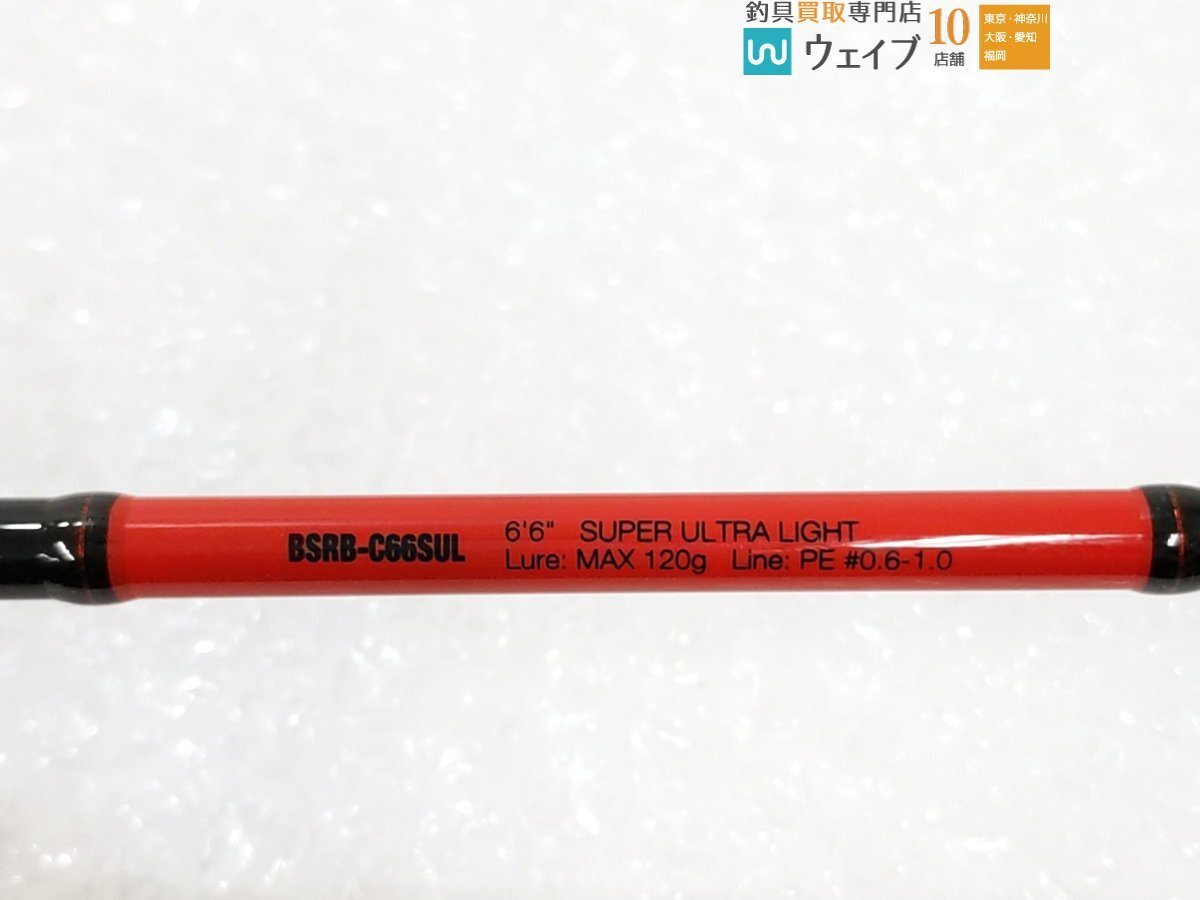 釣具買取専門店
ウェイブ
10
店舗
東京・神奈川
大阪・愛知
福岡
BSRB-C66SUL
6'6" SUPER ULTRA LIGHT
Lure: MAX 120g Line: PE #0.6-1.0